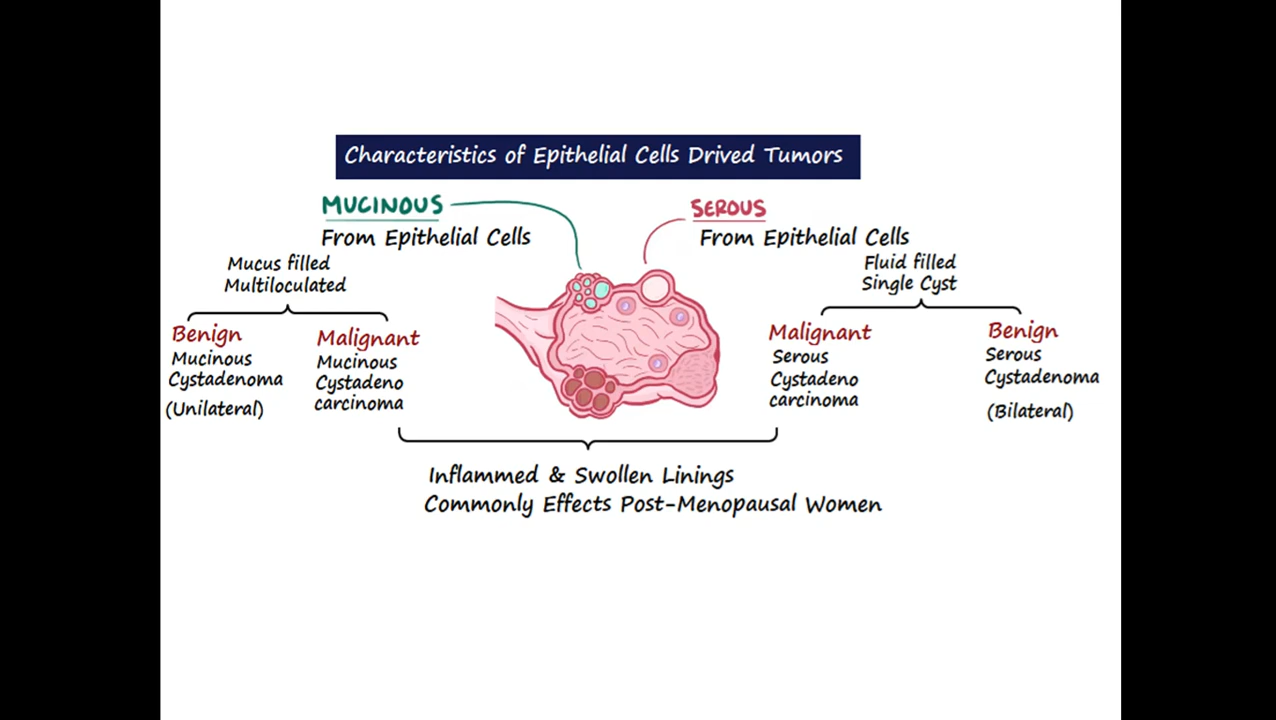 Characteristics of Epithelial Cells Drived Tumors
MUCINOUS
From Epithelial Cells
Mucus filled
Multiloculated
Benign
Mucinous
Cystadenoma
(Unilateral)
Malignant
Mucinous
Cystadeno
carcinoma
SEROUS
From Epithelial Cells
Fluid filled
Single Cyst
Malignant
Serous
Cystadeno
carcinoma
Benign
Serous
Cystadenoma
(Bilateral)
Inflammed & Swollen Linings
Commonly Effects Post-Menopausal Women